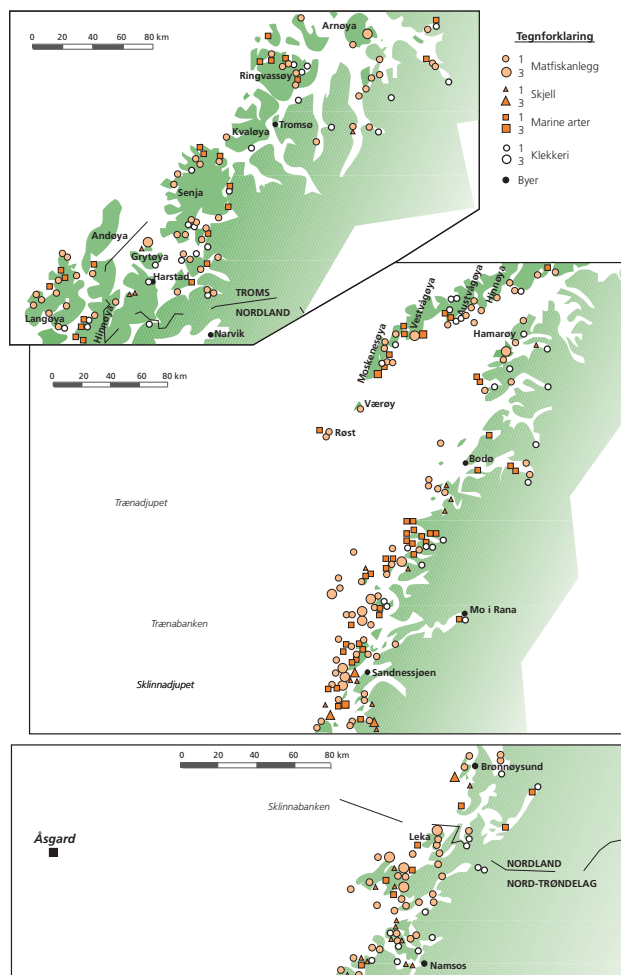 Arnøya
0 20 40 60 80 km
Ringvassøy
Kvaløya
Tromsø
Senja
Andøya
Grytøya
Harstad
Langøya
Hinnøya
TROMS
NORDLAND
Narvik
Tegnforklaring
1
3
Matfiskanlegg
1
3
Skjell
1
3
Marine arter
1
3
Klekkeri
Byer
0 20 40 60 80 km
Moskenesøya
Vestvågøya
Austvågøya
Hinnøya
Hamarøy
Værøy
Røst
Bodø
Trænadjupet
Trænabanken
Mo i Rana
Sklinnadjupet
Sandnessjøen
0 20 40 60 80 km
Brønnøysund
Sklinnabanken
Leka
Åsgard
NORDLAND
NORD-TRØNDELAG
Namsos